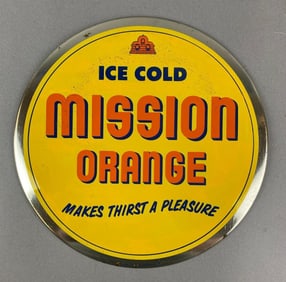 ICE COLD
MISSION
ORANGE
MAKES THIRST A PLEASURE